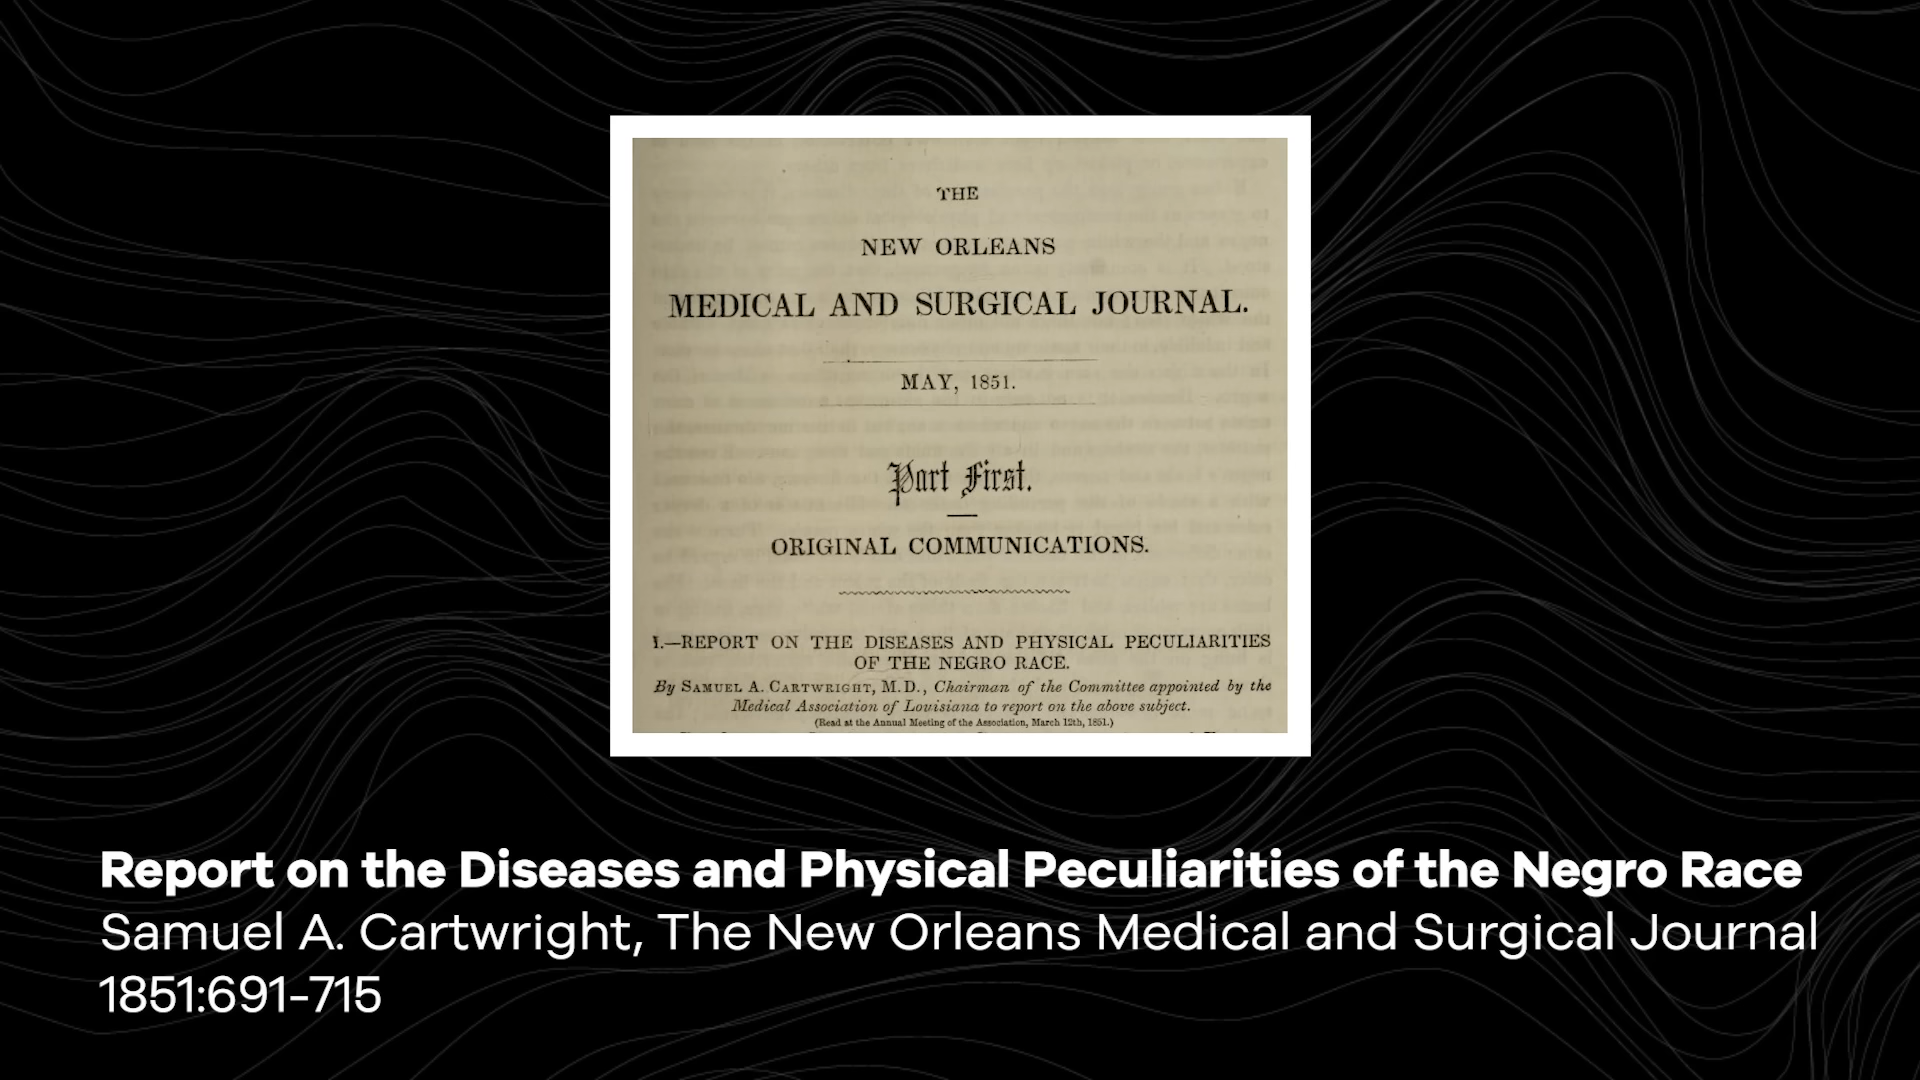 THE
NEW ORLEANS
MEDICAL AND SURGICAL JOURNAL.
MAY, 1851.
Part First.
ORIGINAL COMMUNICATIONS.
I.—REPORT ON THE DISEASES AND PHYSICAL PECULIARITIES
OF THE NEGRO RACE.
By SAMUEL A. CARTWRIGHT, M.D., Chairman of the Committee appointed by the
Medical Association of Louisiana to report on the above subject.
(Read at the Annual Meeting of the Association, March 12th, 1851.)
Report on the Diseases and Physical Peculiarities of the Negro Race
Samuel A. Cartwright, The New Orleans Medical and Surgical Journal
1851:691-715